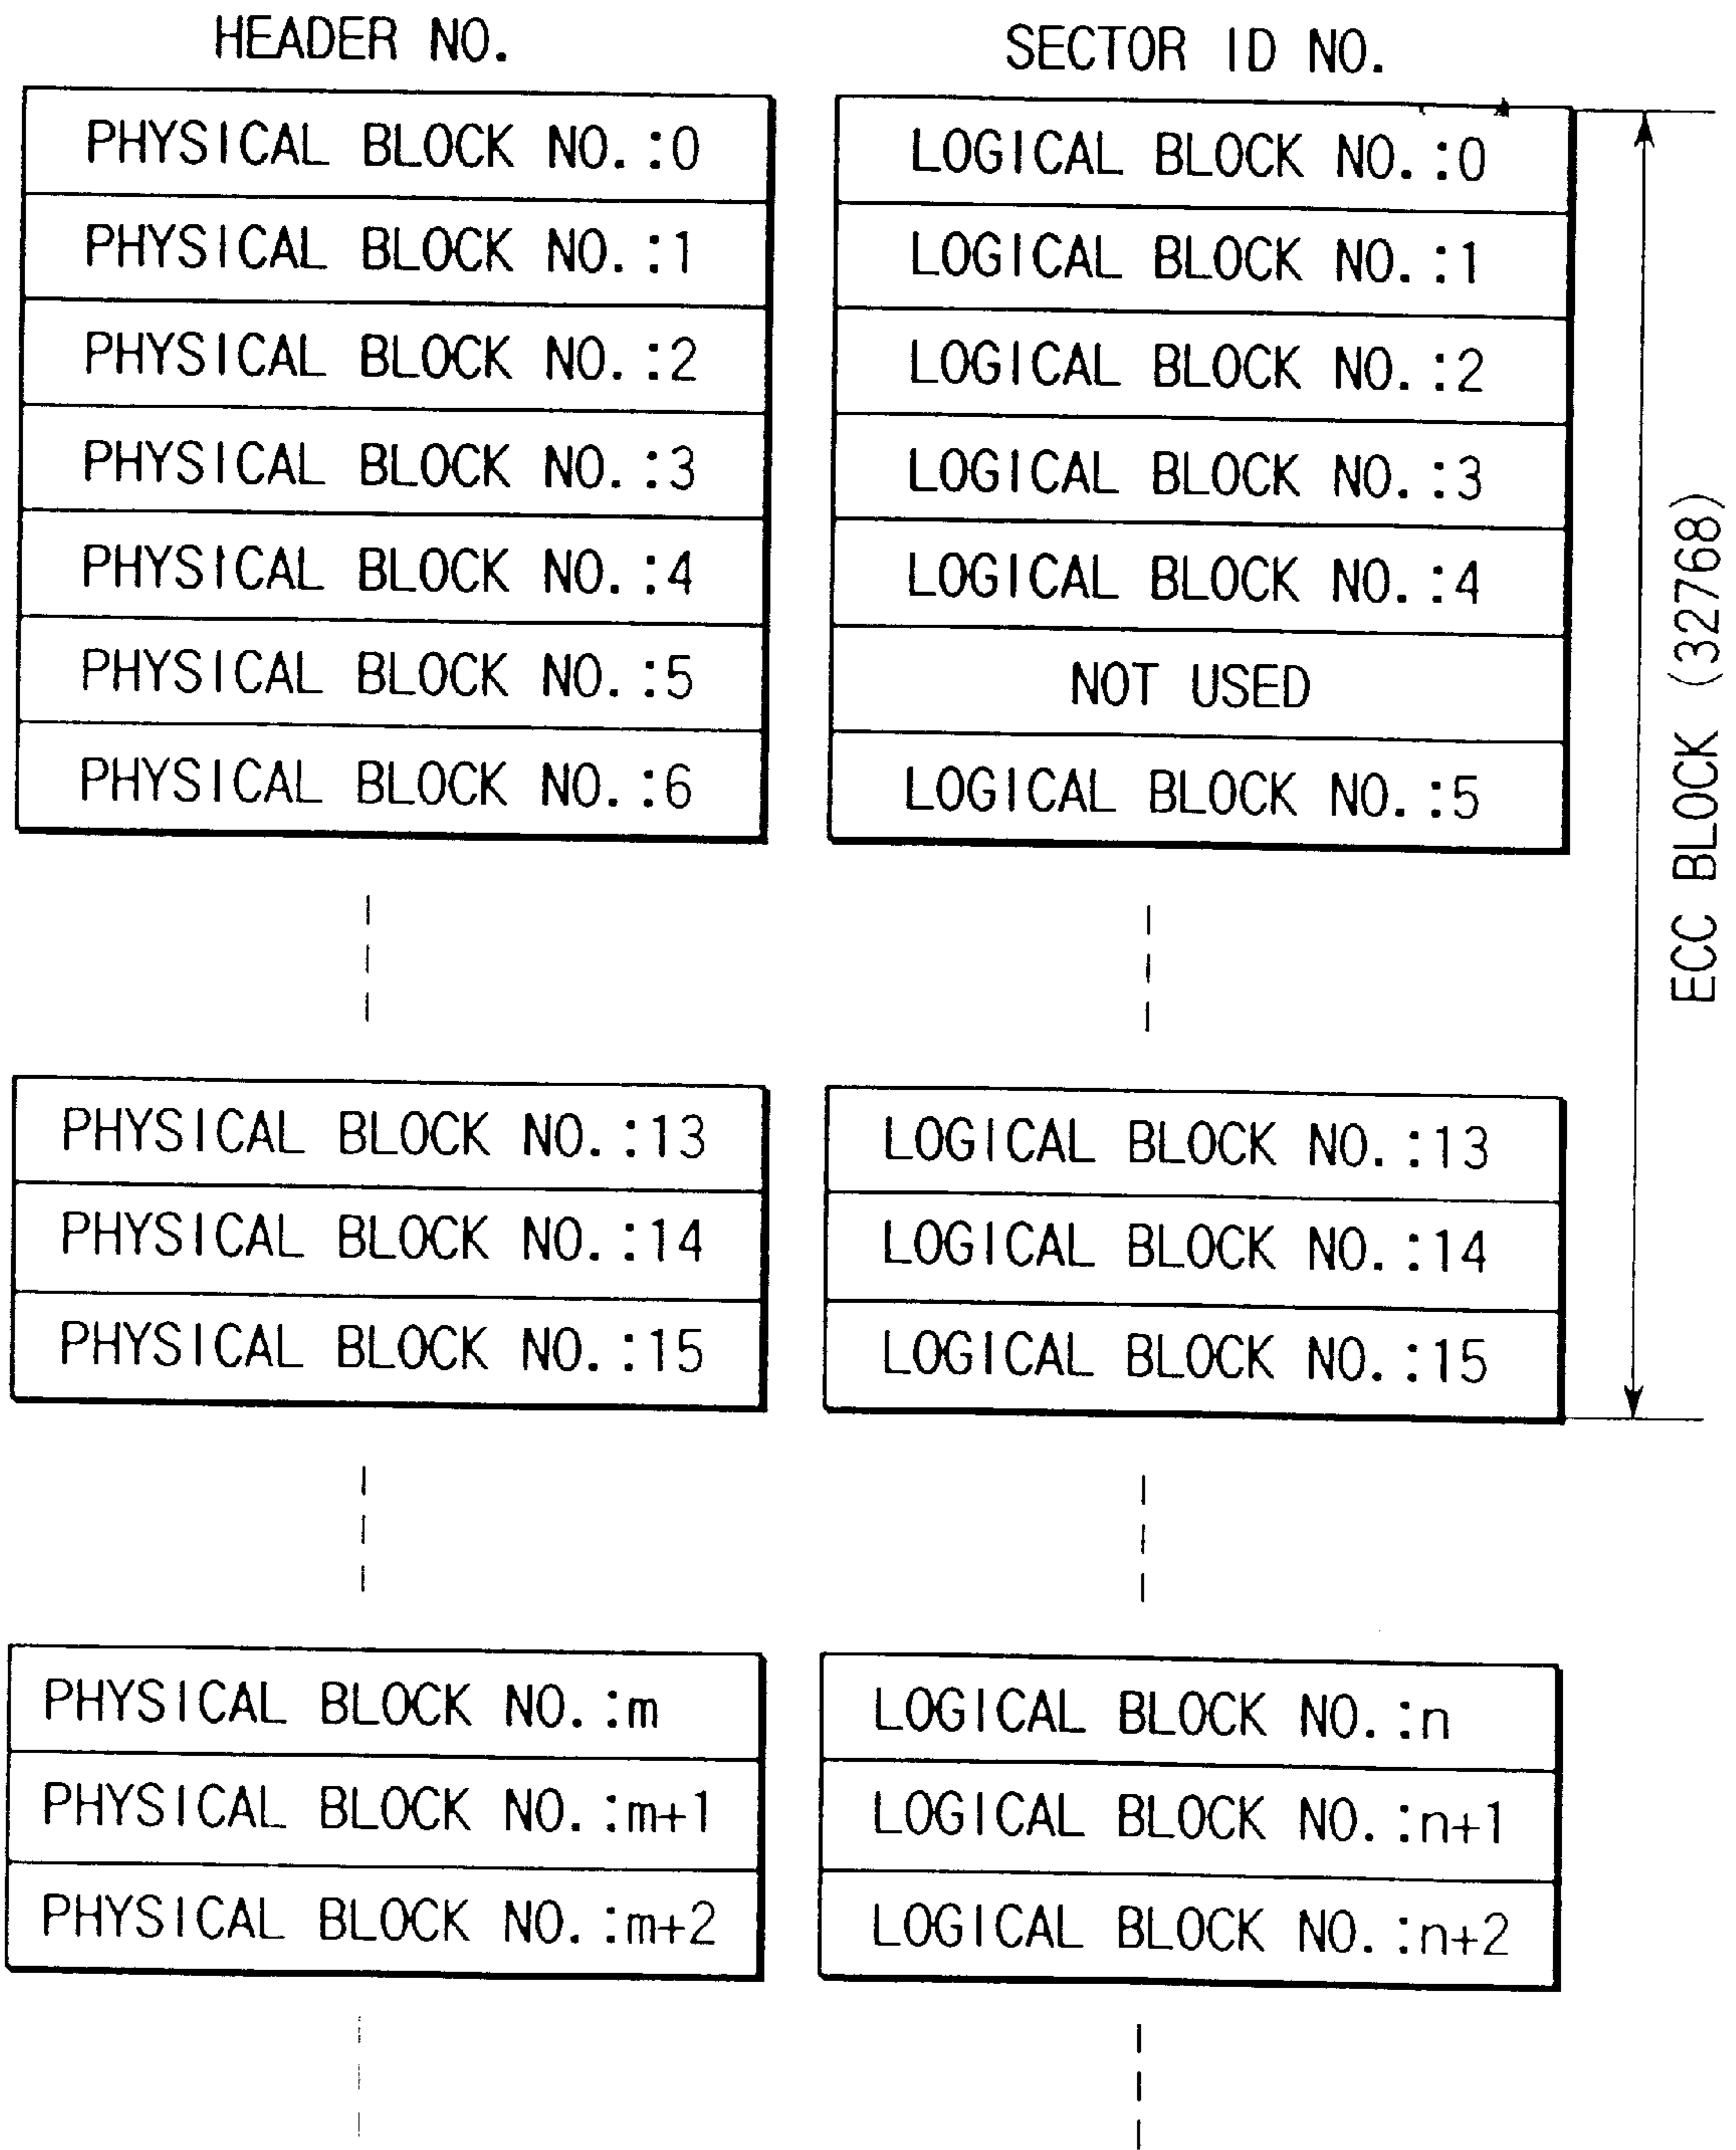 HEADER NO.
SECTOR ID NO.
PHYSICAL BLOCK NO.:0
LOGICAL BLOCK NO.:0
PHYSICAL BLOCK NO.:1
LOGICAL BLOCK NO.:1
PHYSICAL BLOCK NO.:2
LOGICAL BLOCK NO.:2
PHYSICAL BLOCK NO.:3
LOGICAL BLOCK NO.:3
PHYSICAL BLOCK NO.:4
LOGICAL BLOCK NO.:4
PHYSICAL BLOCK NO.:5
NOT USED
PHYSICAL BLOCK NO.:6
LOGICAL BLOCK NO.:5
ECC BLOCK (32768)
PHYSICAL BLOCK NO.:13
LOGICAL BLOCK NO.:13
PHYSICAL BLOCK NO.:14
LOGICAL BLOCK NO.:14
PHYSICAL BLOCK NO.:15
LOGICAL BLOCK NO.:15
PHYSICAL BLOCK NO.:m
LOGICAL BLOCK NO.:n
PHYSICAL BLOCK NO.:m+1
LOGICAL BLOCK NO.:n+1
PHYSICAL BLOCK NO.:m+2
LOGICAL BLOCK NO.:n+2